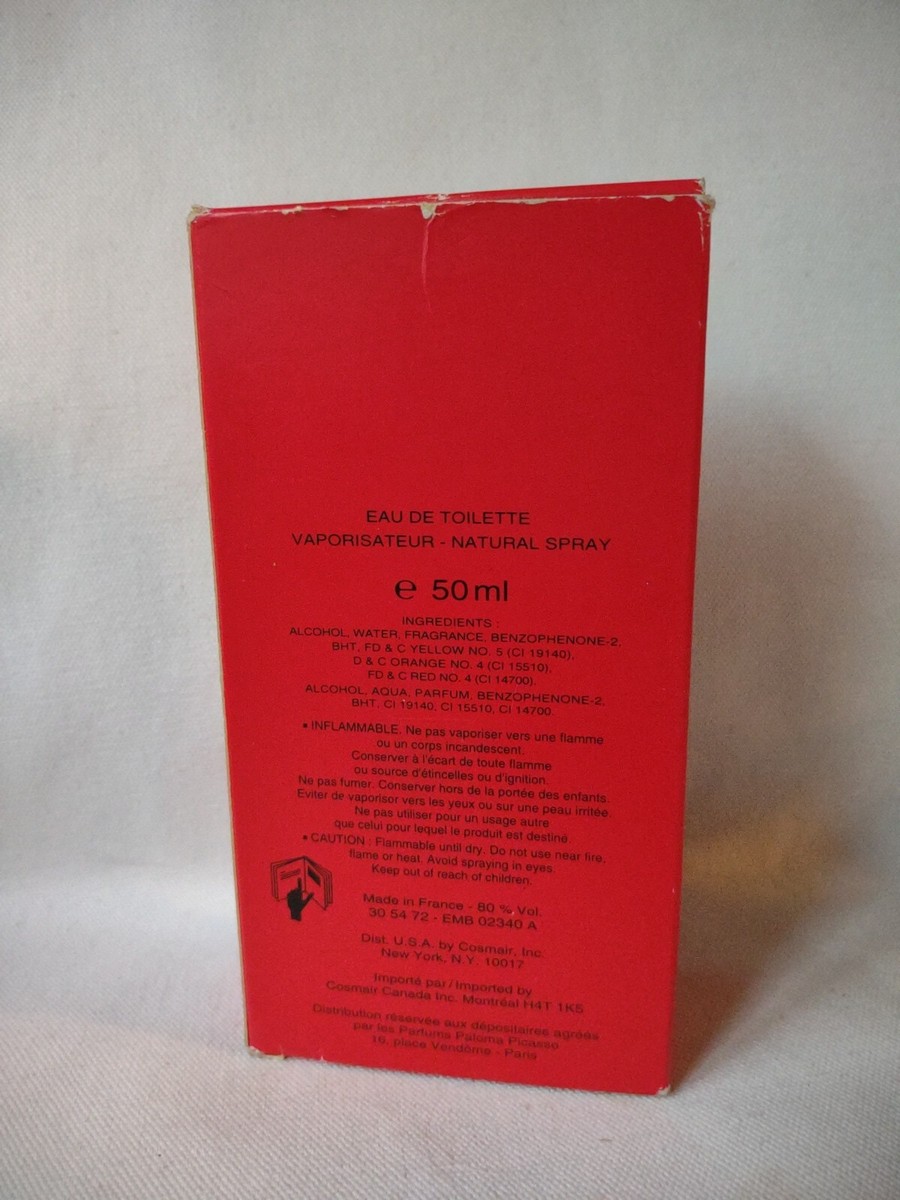 EAU DE TOILETTE
VAPORISATEUR - NATURAL SPRAY
℮ 50 ml
INGREDIENTS :
ALCOHOL, WATER, FRAGRANCE, BENZOPHENONE-2,
BHT, FD & C YELLOW NO. 5 (CI 19140),
D & C ORANGE NO. 4 (CI 15510),
FD & C RED NO. 4 (CI 14700).
ALCOHOL, AQUA, PARFUM, BENZOPHENONE-2,
BHT, CI 19140, CI 15510, CI 14700.
▪ INFLAMMABLE. Ne pas vaporiser vers une flamme
ou un corps incandescent.
Conserver à l'écart de toute flamme
ou source d'étincelles ou d'ignition.
Ne pas fumer. Conserver hors de la portée des enfants.
Eviter de vaporisor vers les yeux ou sur une peau irritée.
Ne pas utiliser pour un usage autre
que celui pour lequel le produit est destiné.
▪ CAUTION : Flammable until dry. Do not use near fire,
flame or heat. Avoid spraying in eyes.
Keep out of reach of children.
Made in France - 80 % Vol.
30 54 72 - EMB 02340 A
Dist. U.S.A. by Cosmair, Inc.
New York, N.Y. 10017
Importé par / Imported by
Cosmair Canada Inc. Montréal H4T 1K5
Distribution réservée aux dépositaires agréés
par les Parfums Paloma Picasso
16, place Vendôme - Paris